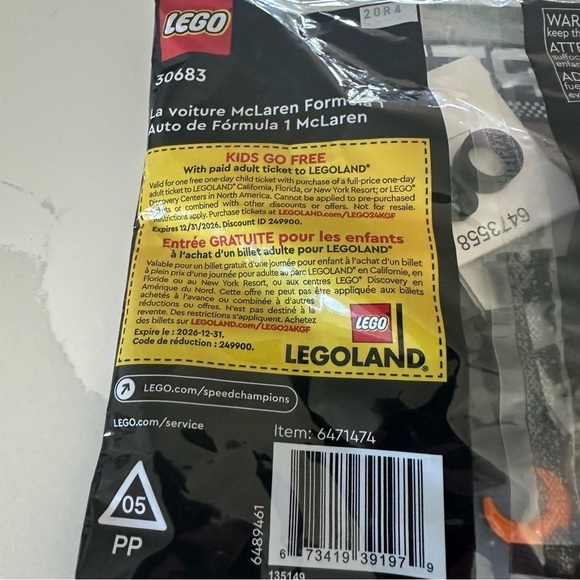 LEGO
20R4
30683
La voiture McLaren Formula 1
Auto de Fórmula 1 McLaren
KIDS GO FREE
With paid adult ticket to LEGOLAND®
Valid for one free one-day child ticket with purchase of a full-price one-day
adult ticket to LEGOLAND® California, Florida, or New York Resort; or LEGO®
Discovery Centers in North America. Cannot be applied to pre-purchased
or combined with other discounts or offers. Not for resale.
Restrictions apply. Purchase tickets at LEGOLAND.com/LEGO24KGF
Expires 12/31/2026. Discount ID 249900.
Entrée GRATUITE pour les enfants
à l'achat d'un billet adulte pour LEGOLAND®
Valable pour un billet gratuit d'une journée pour enfant à l'achat d'un billet
à plein prix d'une journée pour adulte au parc LEGOLAND® en Californie, en
Floride ou au New York Resort, ou aux centres LEGO® Discovery en
Amérique du Nord. Cette offre ne peut pas être appliquée aux billets
achetés à l'avance ou combinée à d'autres
réductions ou offres. N'est pas destiné à la
revente. Des restrictions s'appliquent. Achetez
des billets sur LEGOLAND.com/LEGO24KGF
Expire le : 2026-12-31.
Code de réduction : 249900.
LEGO
LEGOLAND®
LEGO.com/speedchampions
LEGO.com/service
Item: 6471474
05
PP
6489461
6 73419 39197 9
135149
6473558
WAR
keep th
ATTE
suffoc
enfan
AD
fue
ev